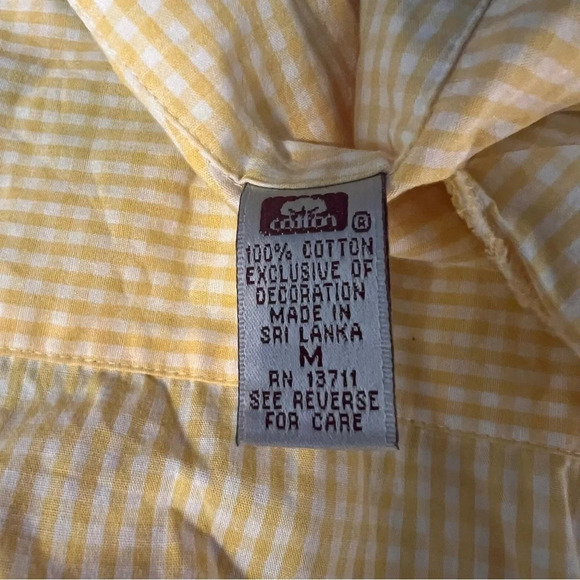 cotton ®
100% COTTON
EXCLUSIVE OF
DECORATION
MADE IN
SRI LANKA
M
RN 13711
SEE REVERSE
FOR CARE